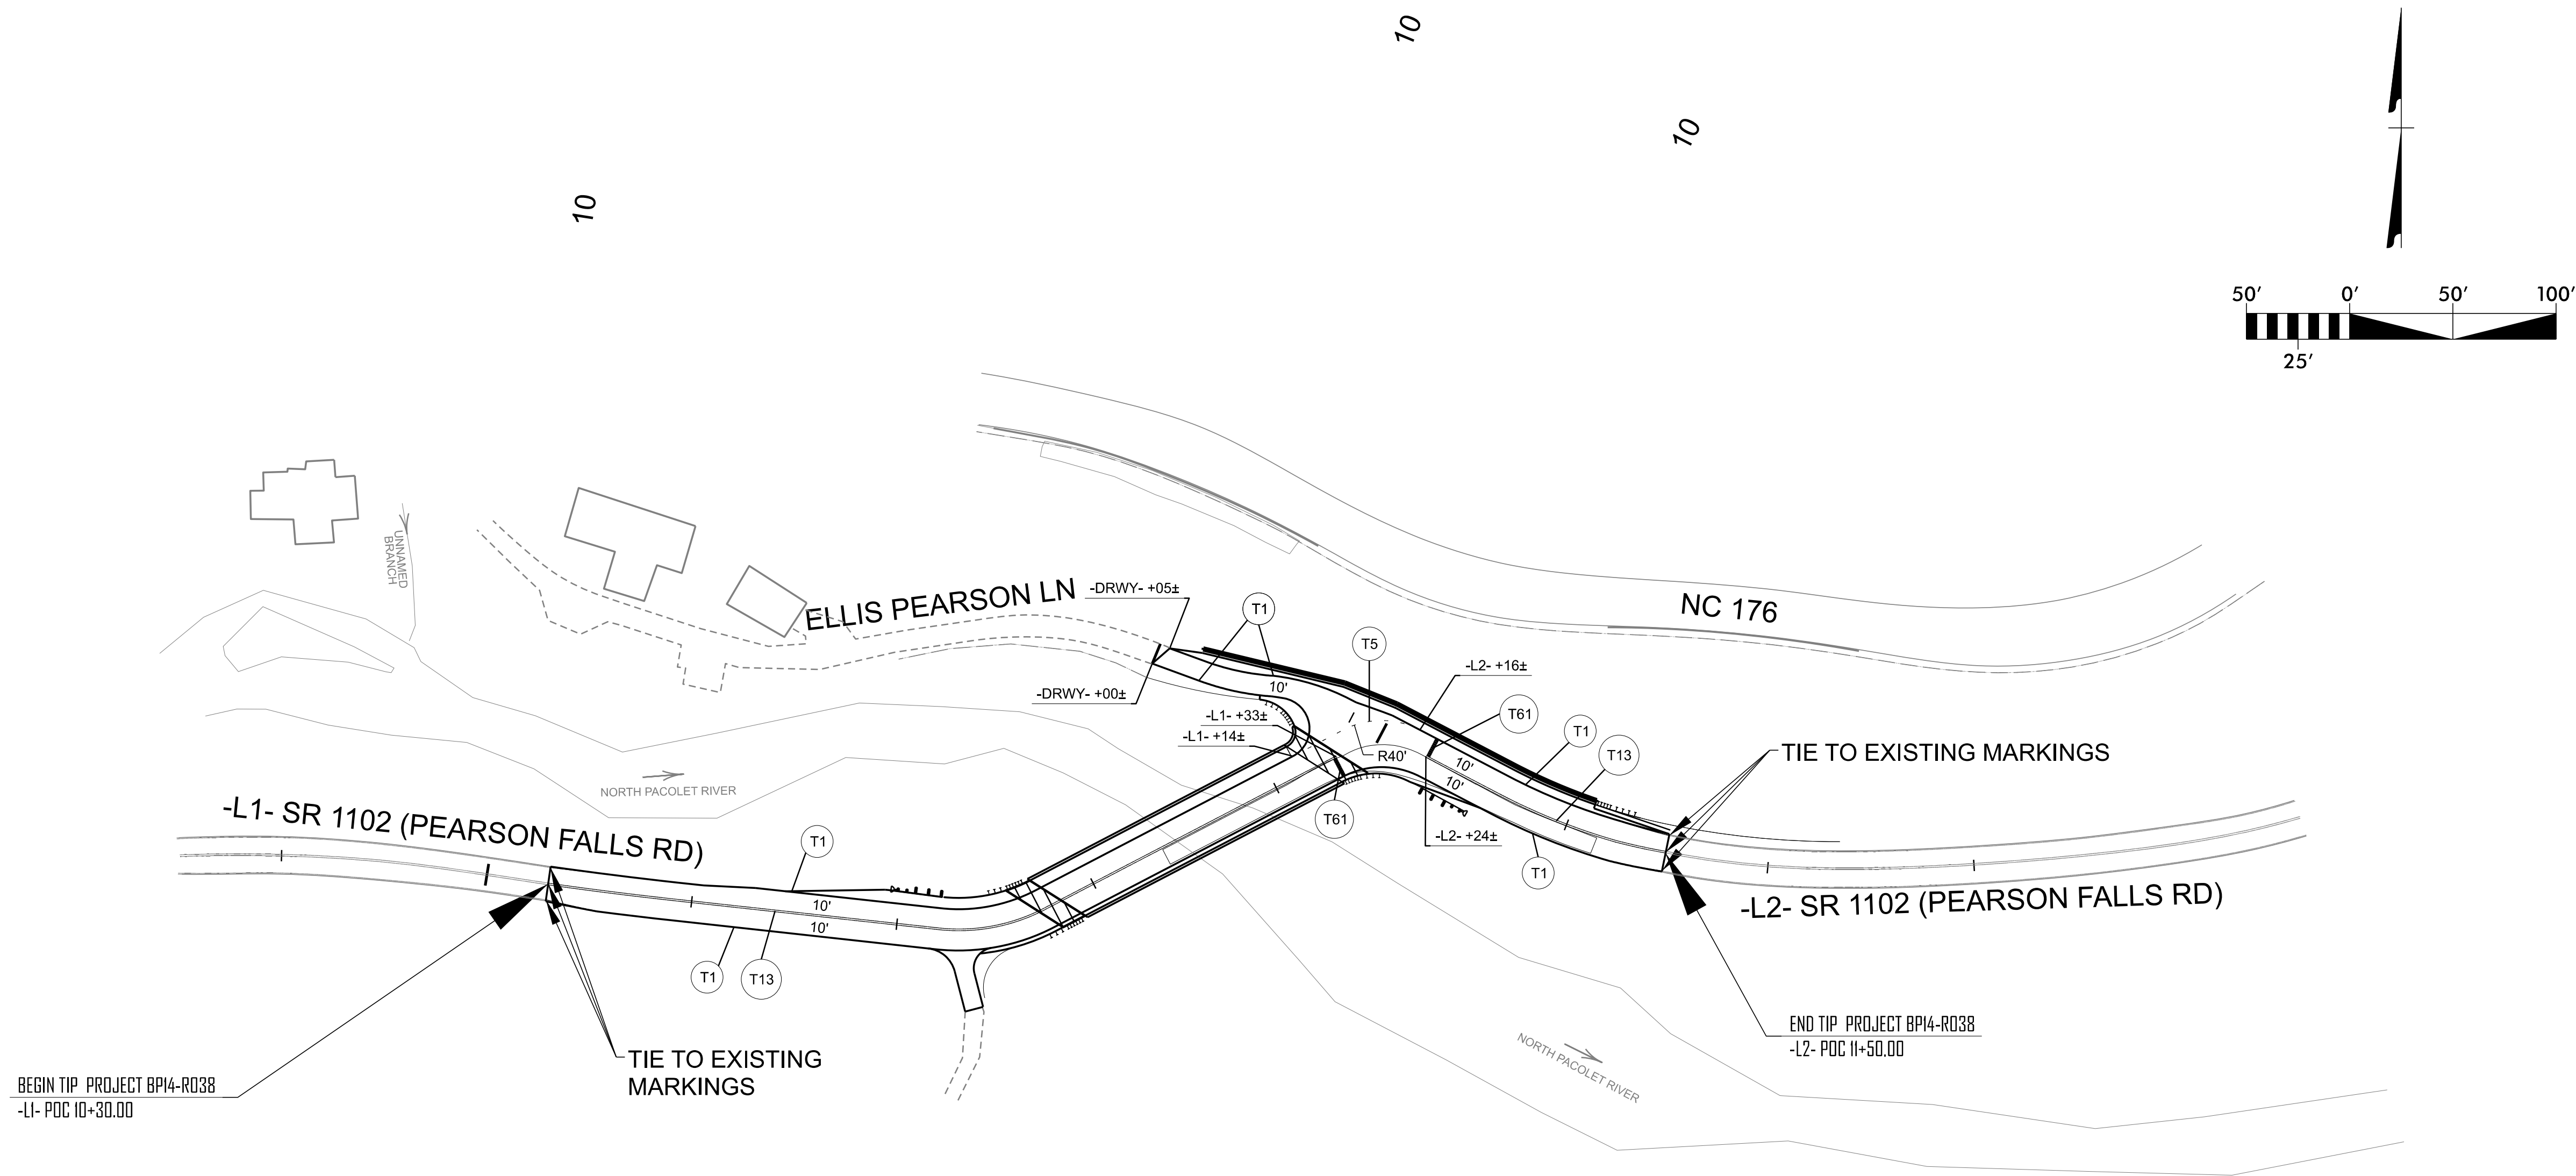 10
10
10
50' 0' 50' 100'
25'
UNNAMED
BRANCH
ELLIS PEARSON LN
-DRWY- +05±
T1
NC 176
T5
-L2- +16±
-DRWY- +00±
10'
-L1- +33±
T61
-L1- +14±
T1
R40'
T13
TIE TO EXISTING MARKINGS
10'
10'
NORTH PACOLET RIVER
-L1- SR 1102 (PEARSON FALLS RD)
T61
-L2- +24±
T1
T1
10'
10'
-L2- SR 1102 (PEARSON FALLS RD)
T1
T13
END TIP PROJECT BP14-R038
-L2- POC 11+50.00
NORTH PACOLET RIVER
TIE TO EXISTING
MARKINGS
BEGIN TIP PROJECT BP14-R038
-L1- POC 10+30.00